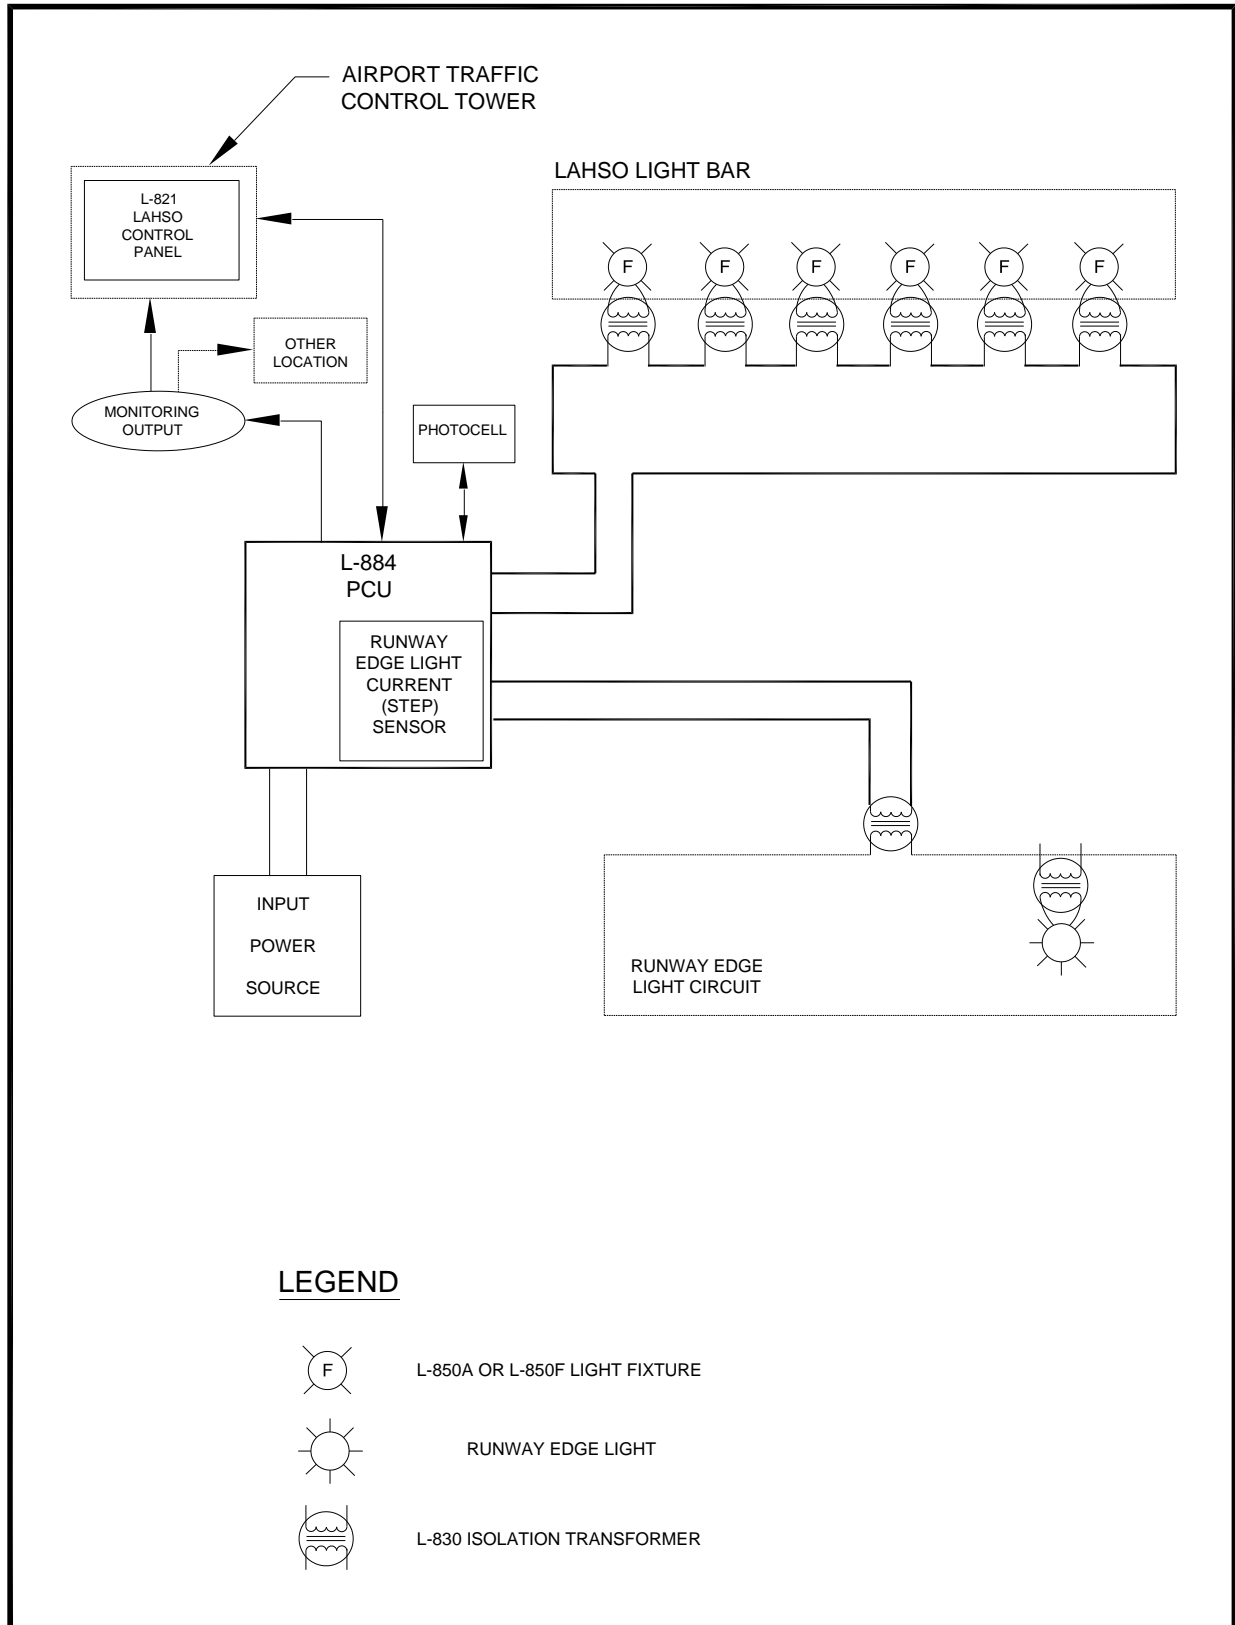 AIRPORT TRAFFIC
CONTROL TOWER
LAHSO LIGHT BAR
L-821
LAHSO
CONTROL
PANEL
F F F F F F
OTHER
LOCATION
MONITORING
OUTPUT
PHOTOCELL
L-884
PCU
RUNWAY
EDGE LIGHT
CURRENT
(STEP)
SENSOR
INPUT
POWER
SOURCE
RUNWAY EDGE
LIGHT CIRCUIT
LEGEND
F
L-850A OR L-850F LIGHT FIXTURE
RUNWAY EDGE LIGHT
L-830 ISOLATION TRANSFORMER